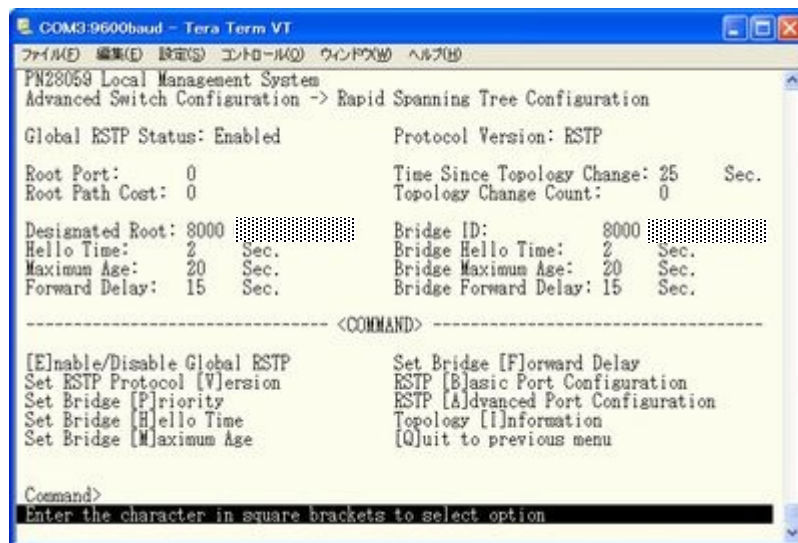 COM3:9600baud - Tera Term VT
ファイル(F) 編集(E) 設定(S) コントロール(O) ウィンドウ(W) ヘルプ(H)
PN28059 Local Management System
Advanced Switch Configuration -> Rapid Spanning Tree Configuration
Global RSTP Status: Enabled Protocol Version: RSTP
Root Port: 0 Time Since Topology Change: 25 Sec.
Root Path Cost: 0 Topology Change Count: 0
Designated Root: 8000 Bridge ID: 8000
Hello Time: 2 Sec. Bridge Hello Time: 2 Sec.
Maximum Age: 20 Sec. Bridge Maximum Age: 20 Sec.
Forward Delay: 15 Sec. Bridge Forward Delay: 15 Sec.
-------------------------------- <COMMAND> -----------------------------------
[E]nable/Disable Global RSTP Set Bridge [F]orward Delay
Set RSTP Protocol [V]ersion RSTP [B]asic Port Configuration
Set Bridge [P]riority RSTP [A]dvanced Port Configuration
Set Bridge [H]ello Time Topology [I]nformation
Set Bridge [M]aximum Age [Q]uit to previous menu
Command>
Enter the character in square brackets to select option